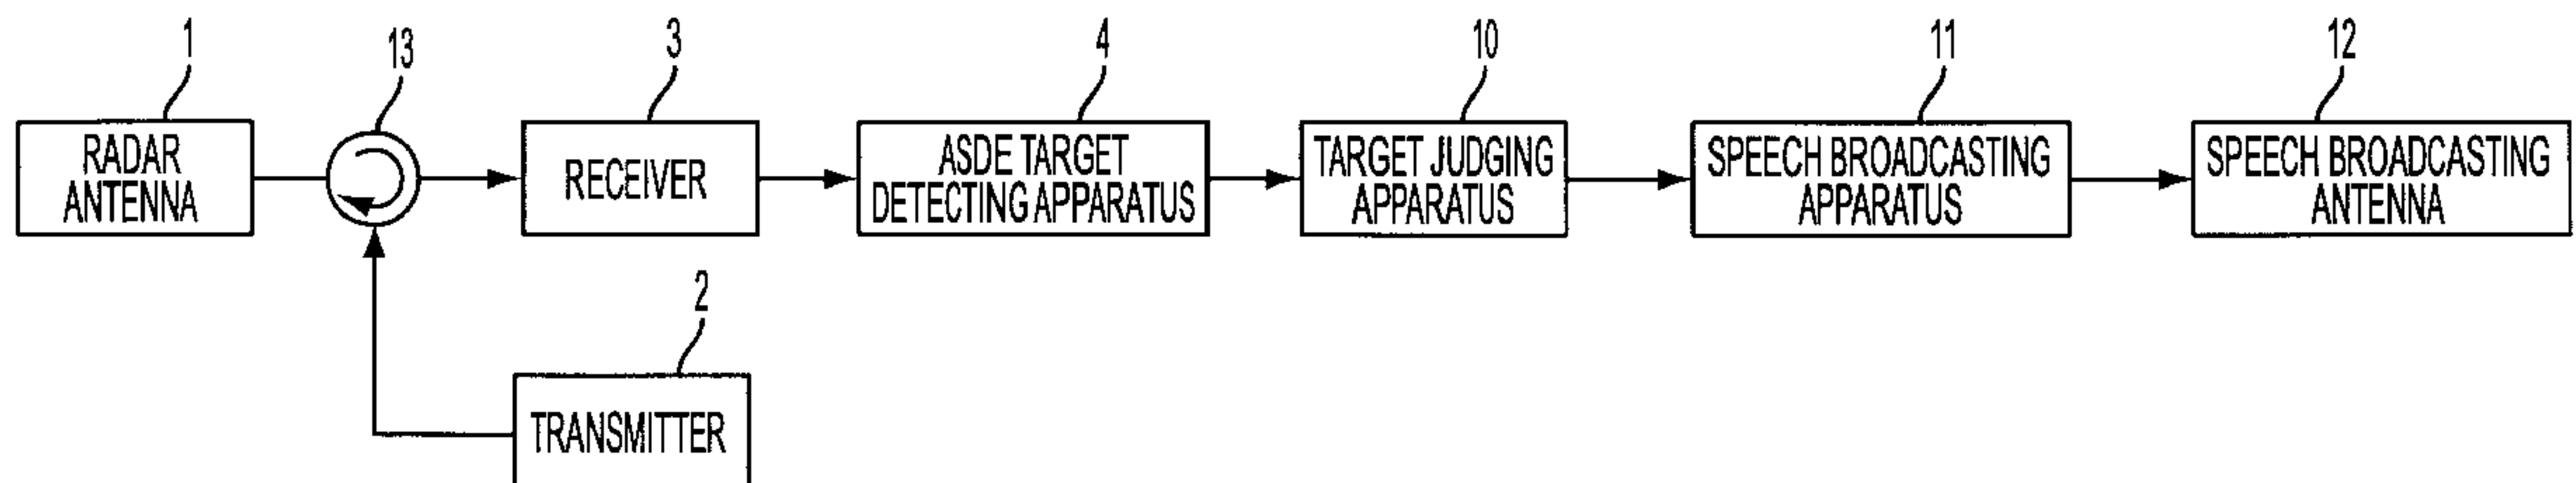 1
13
3
4
10
11
12
RADAR
ANTENNA
RECEIVER
ASDE TARGET
DETECTING APPARATUS
TARGET JUDGING
APPARATUS
SPEECH BROADCASTING
APPARATUS
SPEECH BROADCASTING
ANTENNA
2
TRANSMITTER